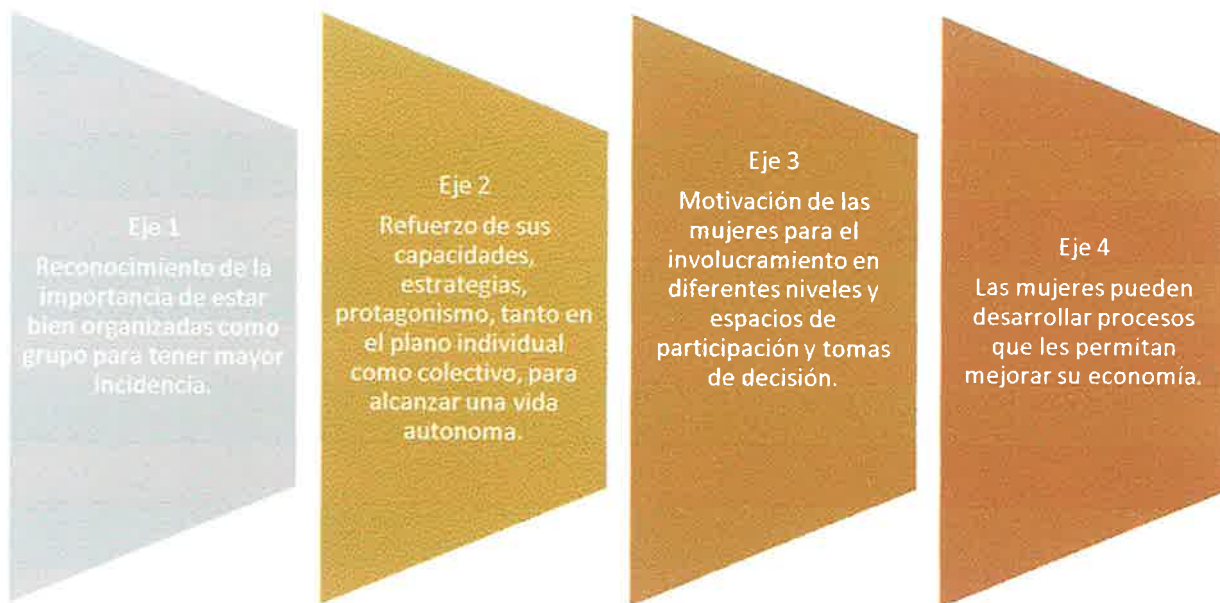 Eje 1
Reconocimiento de la
importancia de estar
bien organizadas como
grupo para tener mayor
incidencia.
Eje 2
Refuerzo de sus
capacidades,
estrategias,
protagonismo, tanto en
el plano individual
como colectivo, para
alcanzar una vida
autonoma.
Eje 3
Motivación de las
mujeres para el
involucramiento en
diferentes niveles y
espacios de
participación y tomas
de decisión.
Eje 4
Las mujeres pueden
desarrollar procesos
que les permitan
mejorar su economía.